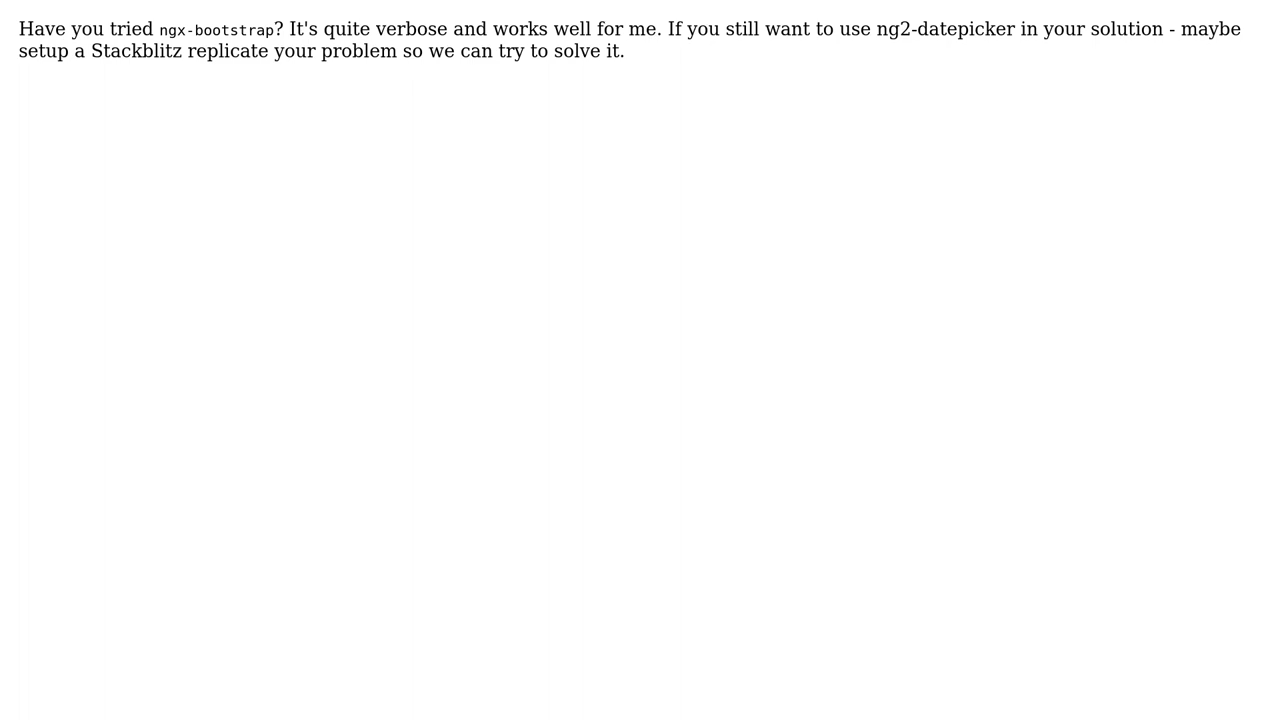 Have you tried ngx-bootstrap? It's quite verbose and works well for me. If you still want to use ng2-datepicker in your solution - maybe
setup a Stackblitz replicate your problem so we can try to solve it.